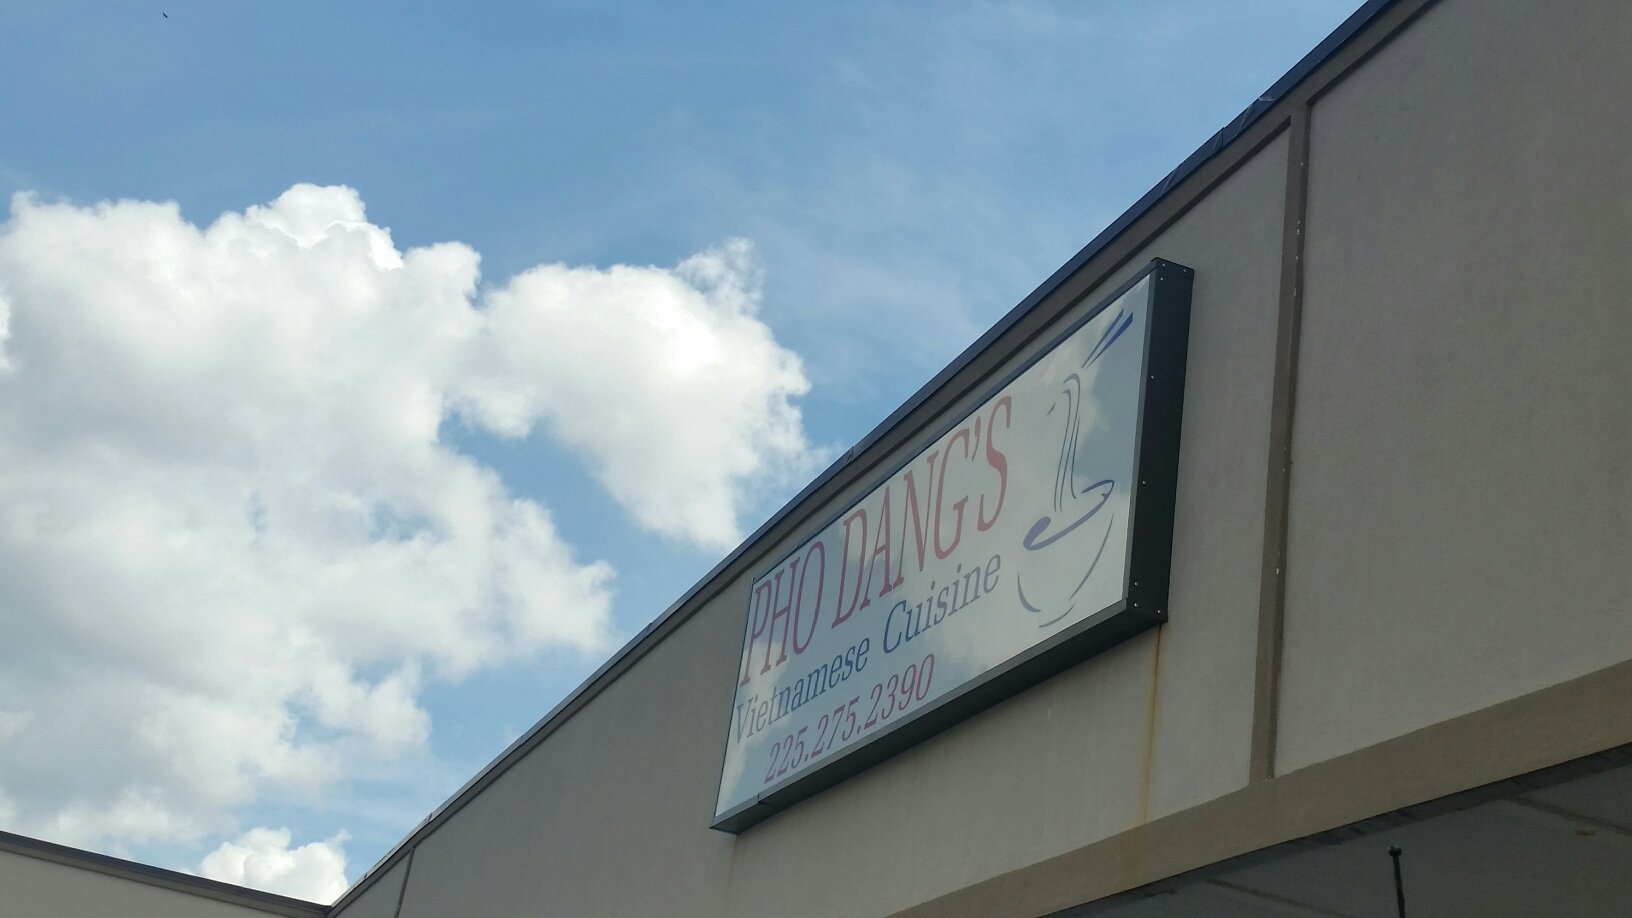 PHO DANG'S
Vietnamese Cuisine
225.275.2390